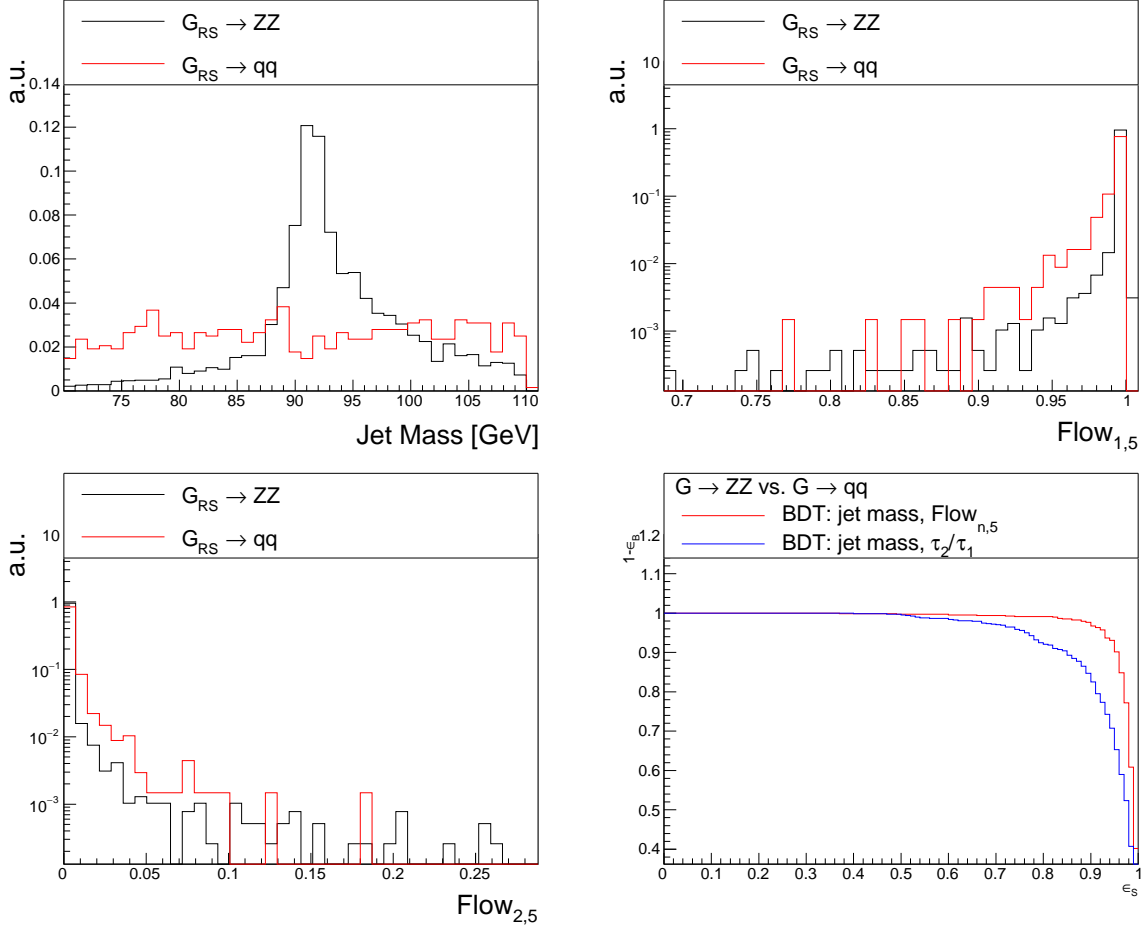 G_RS → ZZ
G_RS → qq
a.u.
0.14
0.12
0.1
0.08
0.06
0.04
0.02
0
75 80 85 90 95 100 105 110
Jet Mass [GeV]
G_RS → ZZ
G_RS → qq
a.u.
10
1
10^−1
10^−2
10^−3
0.7 0.75 0.8 0.85 0.9 0.95 1
Flow_1,5
G_RS → ZZ
G_RS → qq
a.u.
10
1
10^−1
10^−2
10^−3
0 0.05 0.1 0.15 0.2 0.25
Flow_2,5
G → ZZ vs. G → qq
BDT: jet mass, Flow_n,5
BDT: jet mass, τ_2/τ_1
1-ε_B
1.2
1.1
1
0.9
0.8
0.7
0.6
0.5
0.4
0 0.1 0.2 0.3 0.4 0.5 0.6 0.7 0.8 0.9 1
ε_S